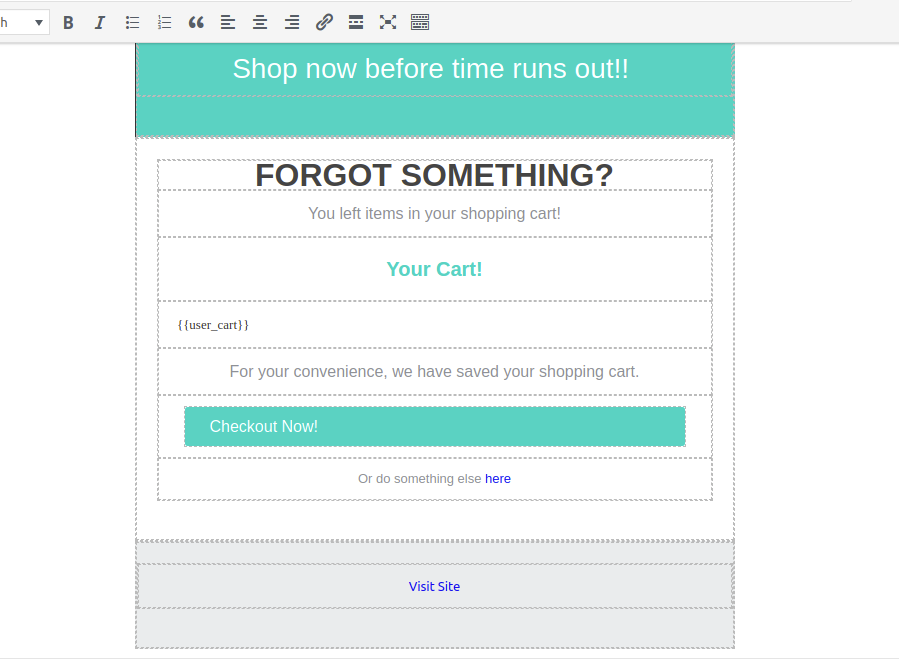 h
Shop now before time runs out!!
FORGOT SOMETHING?
You left items in your shopping cart!
Your Cart!
{{user_cart}}
For your convenience, we have saved your shopping cart.
Checkout Now!
Or do something else here
Visit Site